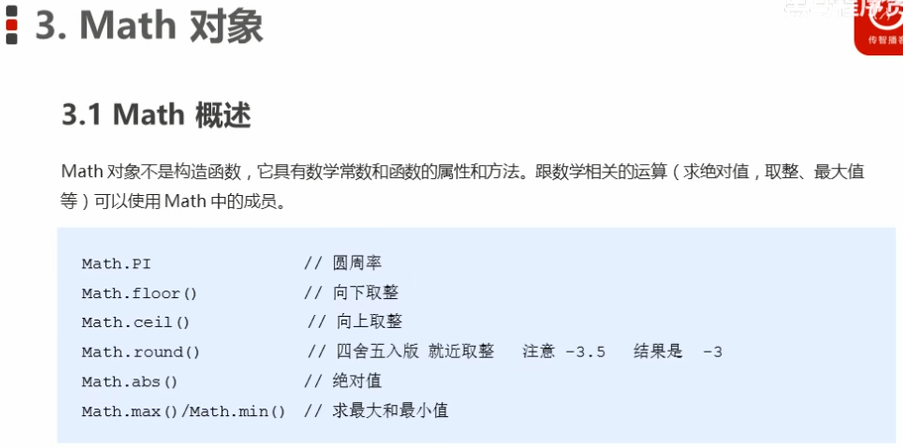 3. Math 对象
传智播客
3.1 Math 概述
Math 对象不是构造函数，它具有数学常数和函数的属性和方法。跟数学相关的运算（求绝对值，取整、最大值
等）可以使用 Math 中的成员。
Math.PI // 圆周率
Math.floor() // 向下取整
Math.ceil() // 向上取整
Math.round() // 四舍五入版 就近取整 注意 -3.5 结果是 -3
Math.abs() // 绝对值
Math.max()/Math.min() // 求最大和最小值